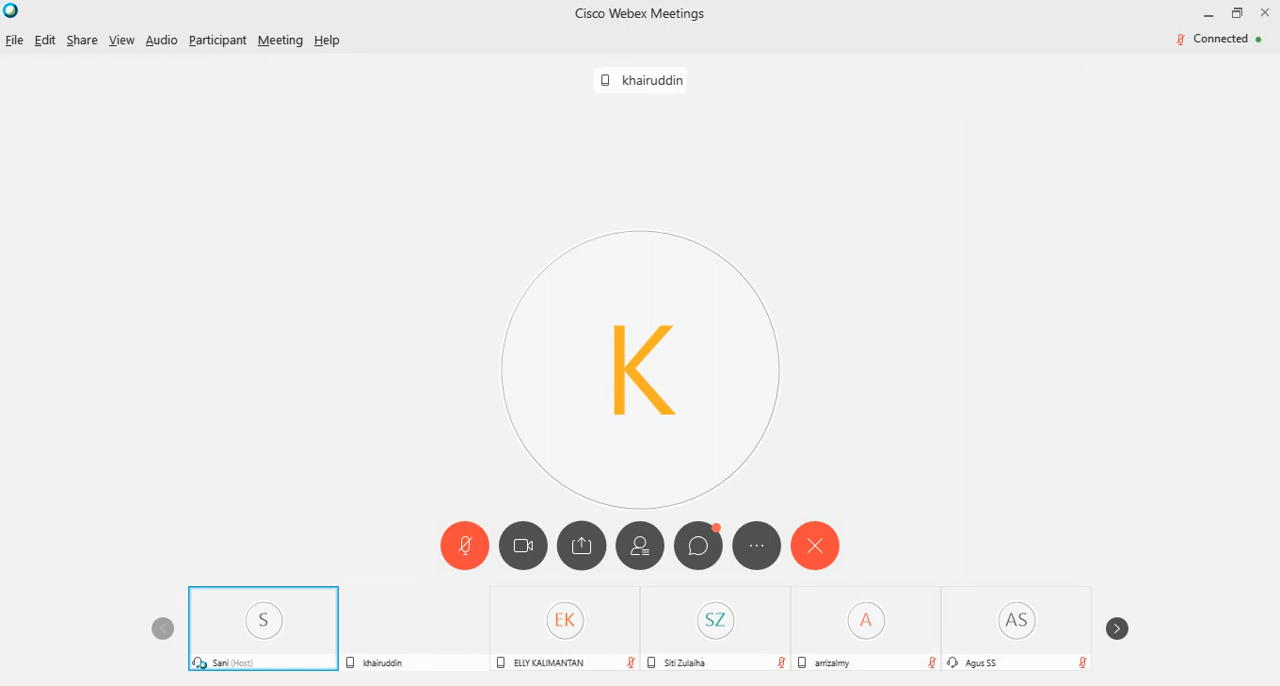 Cisco Webex Meetings
File Edit Share View Audio Participant Meeting Help
Connected
khairuddin
K
S
EK
SZ
A
AS
Sani (Host)
khairuddin
ELLY KALIMANTAN
Siti Zulaiha
arrizalmy
Agus SS